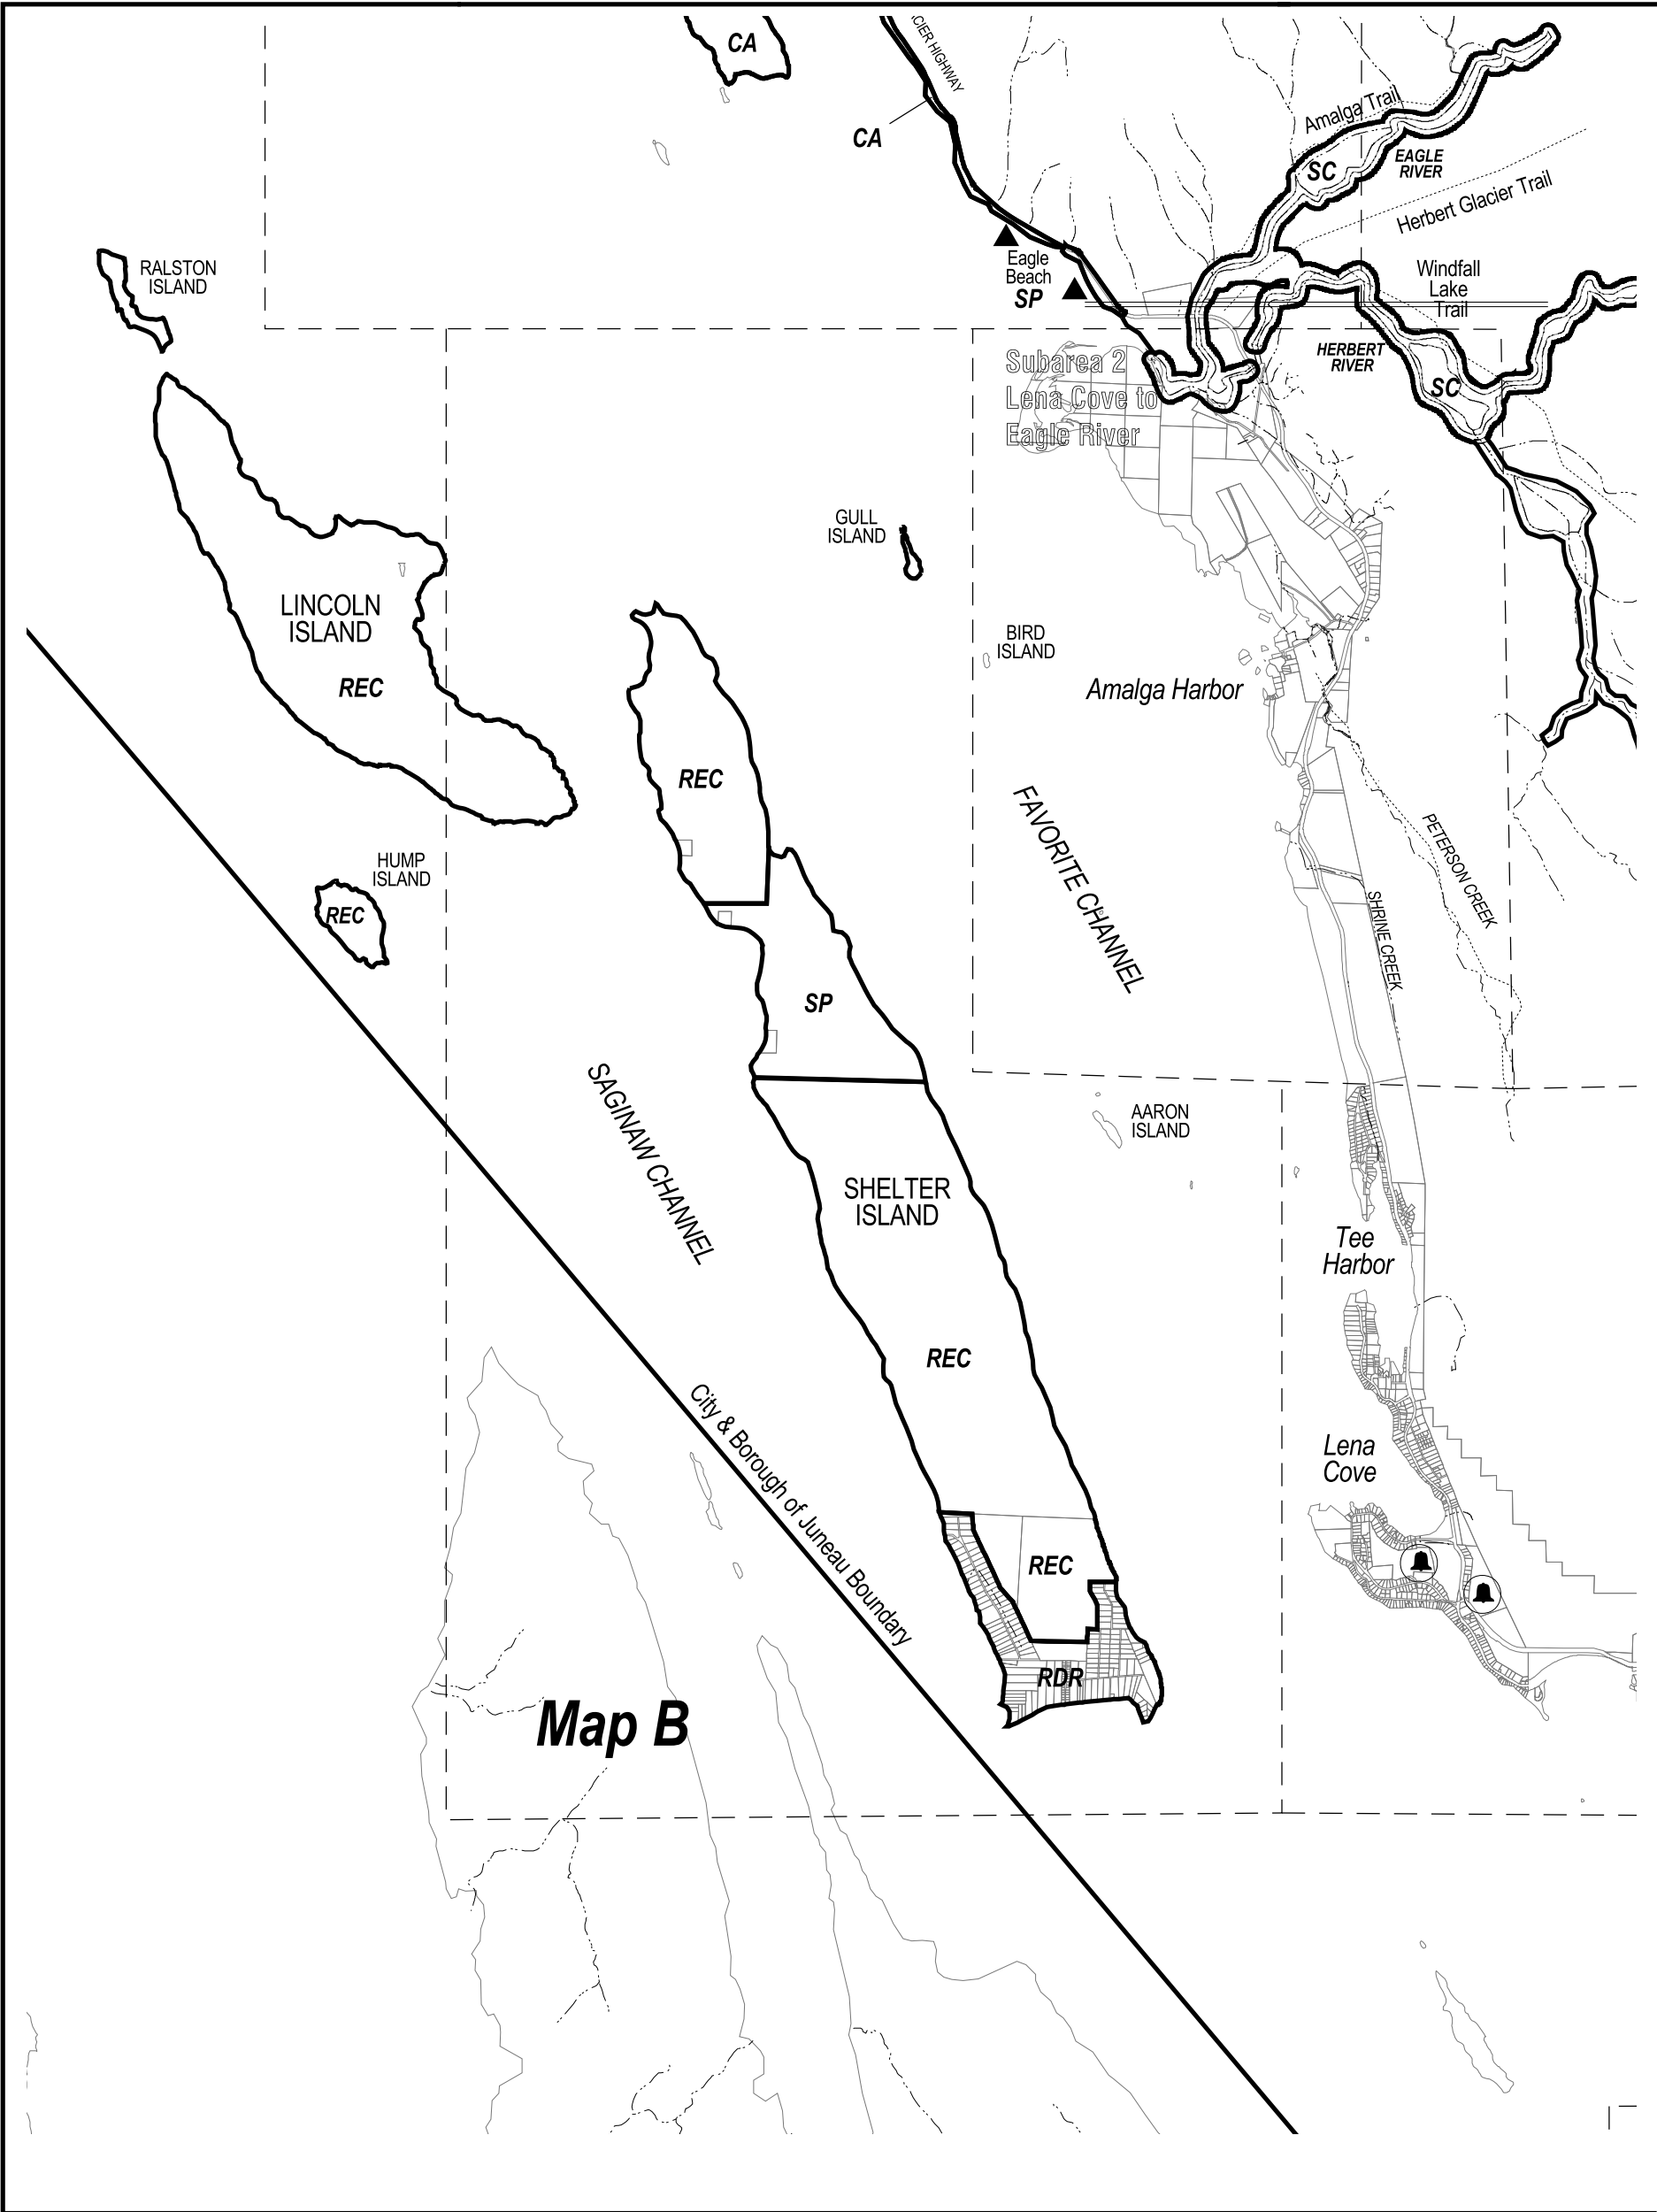 CA
CIER HIGHWAY
CA
Amalga Trail
EAGLE
RIVER
SC
Herbert Glacier Trail
RALSTON
ISLAND
Eagle
Beach
SP
Windfall
Lake
Trail
HERBERT
RIVER
SC
Subarea 2
Lena Cove to
Eagle River
GULL
ISLAND
LINCOLN
ISLAND
REC
BIRD
ISLAND
Amalga Harbor
REC
FAVORITE CHANNEL
PETERSON CREEK
HUMP
ISLAND
REC
SHRINE CREEK
SP
SAGINAW CHANNEL
AARON
ISLAND
SHELTER
ISLAND
Tee
Harbor
REC
City & Borough of Juneau Boundary
Lena
Cove
REC
RDR
Map B